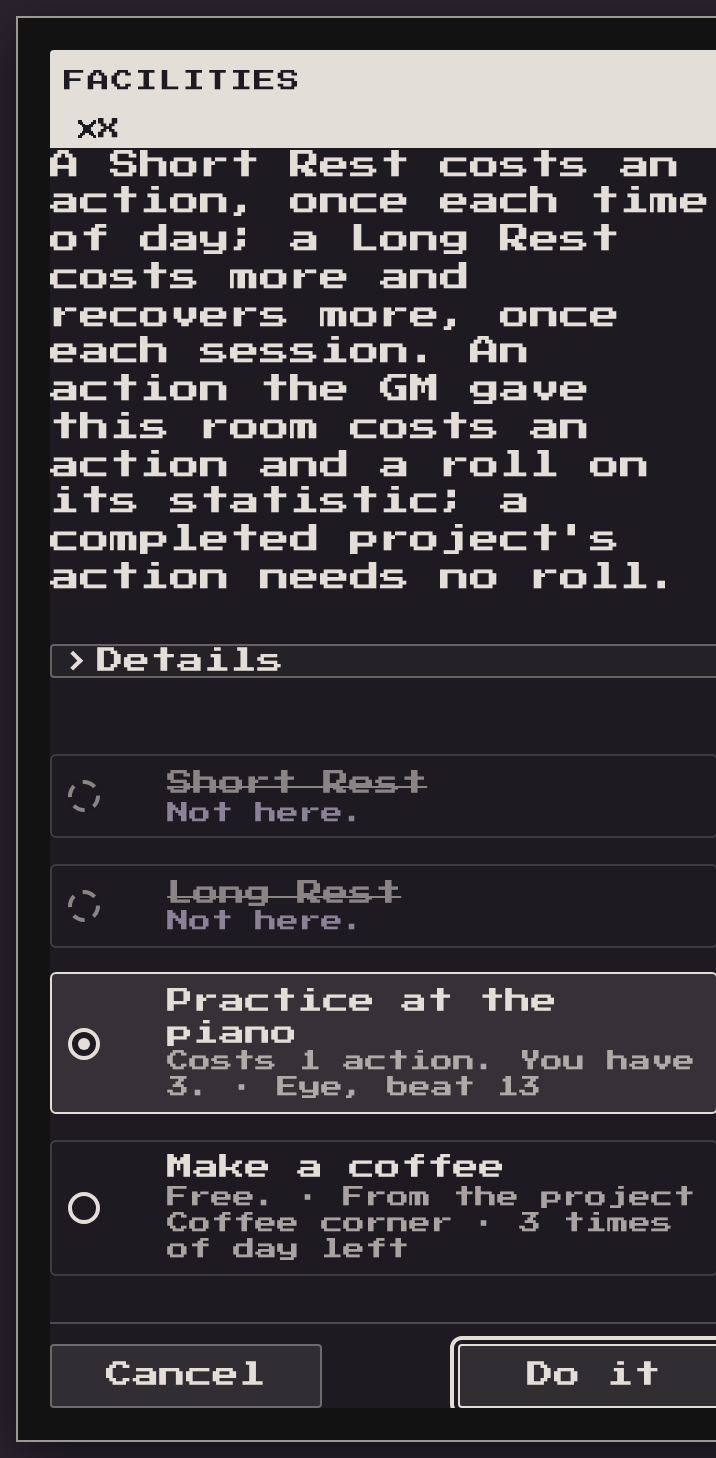 FACILITIES
xX
A Short Rest costs an
action, once each time
of day; a Long Rest
costs more and
recovers more, once
each session. An
action the GM gave
this room costs an
action and a roll on
its statistic; a
completed project's
action needs no roll.
> Details
Short Rest
Not here.
Long Rest
Not here.
Practice at the
piano
Costs 1 action. You have
3. · Eye, beat 13
Make a coffee
Free. · From the project
Coffee corner · 3 times
of day left
Cancel
Do it